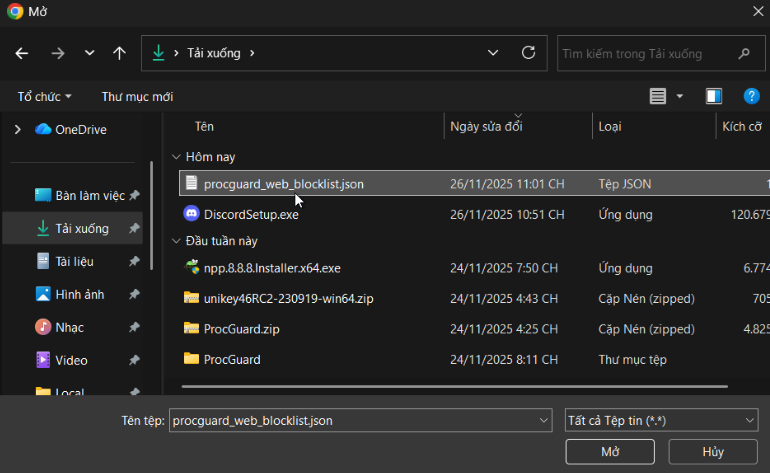 Mở
Tải xuống
Tìm kiếm trong Tải xuống
Tổ chức
Thư mục mới
OneDrive
Bàn làm việc
Tải xuống
Tài liệu
Hình ảnh
Nhạc
Video
Local
Tên Ngày sửa đổi Loại Kích cỡ
Hôm nay
procguard_web_blocklist.json 26/11/2025 11:01 CH Tệp JSON 1
DiscordSetup.exe 26/11/2025 10:51 CH Ứng dụng 120.679
Đầu tuần này
npp.8.8.8.Installer.x64.exe 24/11/2025 7:50 CH Ứng dụng 6.774
unikey46RC2-230919-win64.zip 24/11/2025 4:43 CH Cặp Nén (zipped) 705
ProcGuard.zip 24/11/2025 4:25 CH Cặp Nén (zipped) 4.825
ProcGuard 24/11/2025 8:11 CH Thư mục tệp
Tên tệp: procguard_web_blocklist.json
Tất cả Tệp tin (*.*)
Mở
Hủy